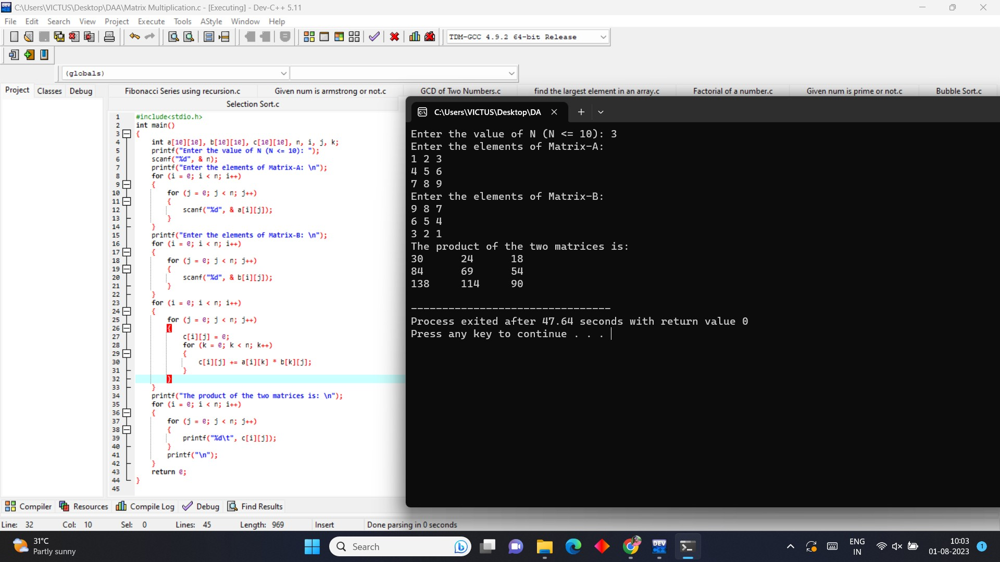 C:\Users\VICTUS\Desktop\DAA\Matrix Multiplication.c - [Executing] - Dev-C++ 5.11
File Edit Search View Project Execute Tools AStyle Window Help
TDM-GCC 4.9.2 64-bit Release
(globals)
Project Classes Debug
Fibonacci Series using recursion.c Given num is armstrong or not.c GCD of Two Numbers.c find the largest element in an array.c Factorial of a number.c Given num is prime or not.c Bubble Sort.c
Selection Sort.c
1 #include<stdio.h>
2 int main()
3 {
4 int a[10][10], b[10][10], c[10][10], n, i, j, k;
5 printf("Enter the value of N (N <= 10): ");
6 scanf("%d", & n);
7 printf("Enter the elements of Matrix-A: \n");
8 for (i = 0; i < n; i++)
9 {
10 for (j = 0; j < n; j++)
11 {
12 scanf("%d", & a[i][j]);
13 }
14 }
15 printf("Enter the elements of Matrix-B: \n");
16 for (i = 0; i < n; i++)
17 {
18 for (j = 0; j < n; j++)
19 {
20 scanf("%d", & b[i][j]);
21 }
22 }
23 for (i = 0; i < n; i++)
24 {
25 for (j = 0; j < n; j++)
26 {
27 c[i][j] = 0;
28 for (k = 0; k < n; k++)
29 {
30 c[i][j] += a[i][k] * b[k][j];
31 }
32 }
33 }
34 printf("The product of the two matrices is: \n");
35 for (i = 0; i < n; i++)
36 {
37 for (j = 0; j < n; j++)
38 {
39 printf("%d\t", c[i][j]);
40 }
41 printf("\n");
42 }
43 return 0;
44 }
45
C:\Users\VICTUS\Desktop\DA
Enter the value of N (N <= 10): 3
Enter the elements of Matrix-A:
1 2 3
4 5 6
7 8 9
Enter the elements of Matrix-B:
9 8 7
6 5 4
3 2 1
The product of the two matrices is:
30 24 18
84 69 54
138 114 90
--------------------------------
Process exited after 47.64 seconds with return value 0
Press any key to continue . . .
Compiler Resources Compile Log Debug Find Results
Line: 32 Col: 10 Sel: 0 Lines: 45 Length: 969 Insert Done parsing in 0 seconds
31°C
Partly sunny
Search
DEV C++
ENG
IN
10:03
01-08-2023
1